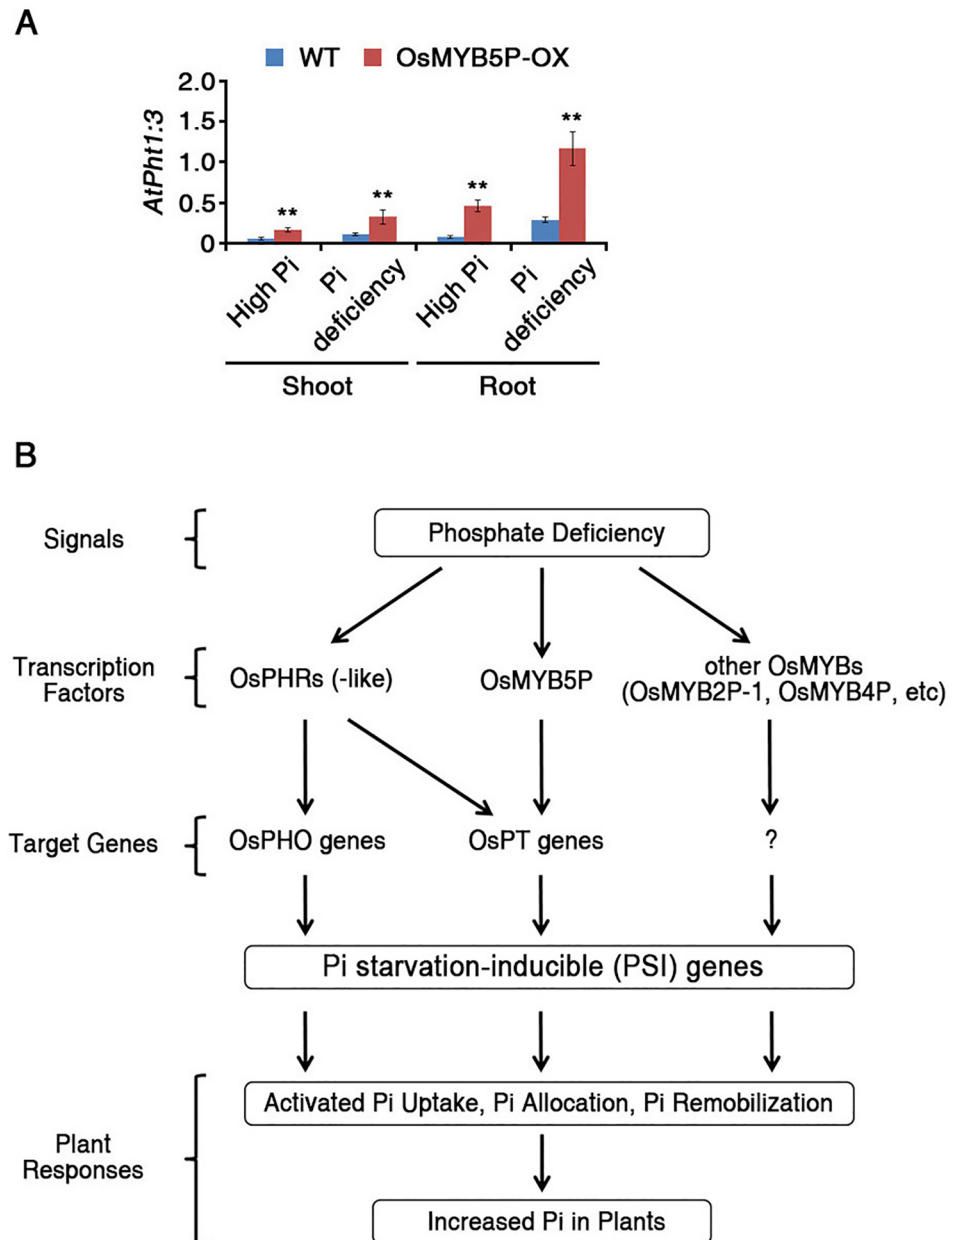 A
WT OsMYB5P-OX
AtPht1:3
2.0
1.5
1.0
0.5
0
**
**
**
**
High Pi
Pi
deficiency
High Pi
Pi
deficiency
Shoot
Root
B
Signals
Phosphate Deficiency
Transcription
Factors
OsPHRs (-like)
OsMYB5P
other OsMYBs
(OsMYB2P-1, OsMYB4P, etc)
Target Genes
OsPHO genes
OsPT genes
?
Pi starvation-inducible (PSI) genes
Plant
Responses
Activated Pi Uptake, Pi Allocation, Pi Remobilization
Increased Pi in Plants